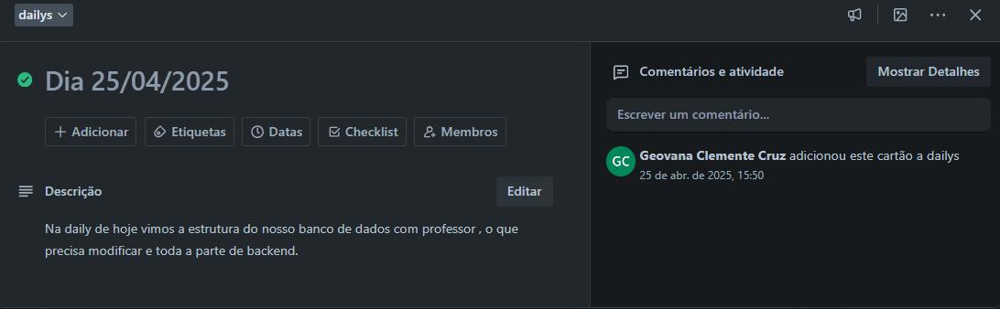 dailys
Dia 25/04/2025
Adicionar
Etiquetas
Datas
Checklist
Membros
Descrição
Editar
Na daily de hoje vimos a estrutura do nosso banco de dados com professor , o que
precisa modificar e toda a parte de backend.
Comentários e atividade
Mostrar Detalhes
Escrever um comentário...
GC
Geovana Clemente Cruz adicionou este cartão a dailys
25 de abr. de 2025, 15:50